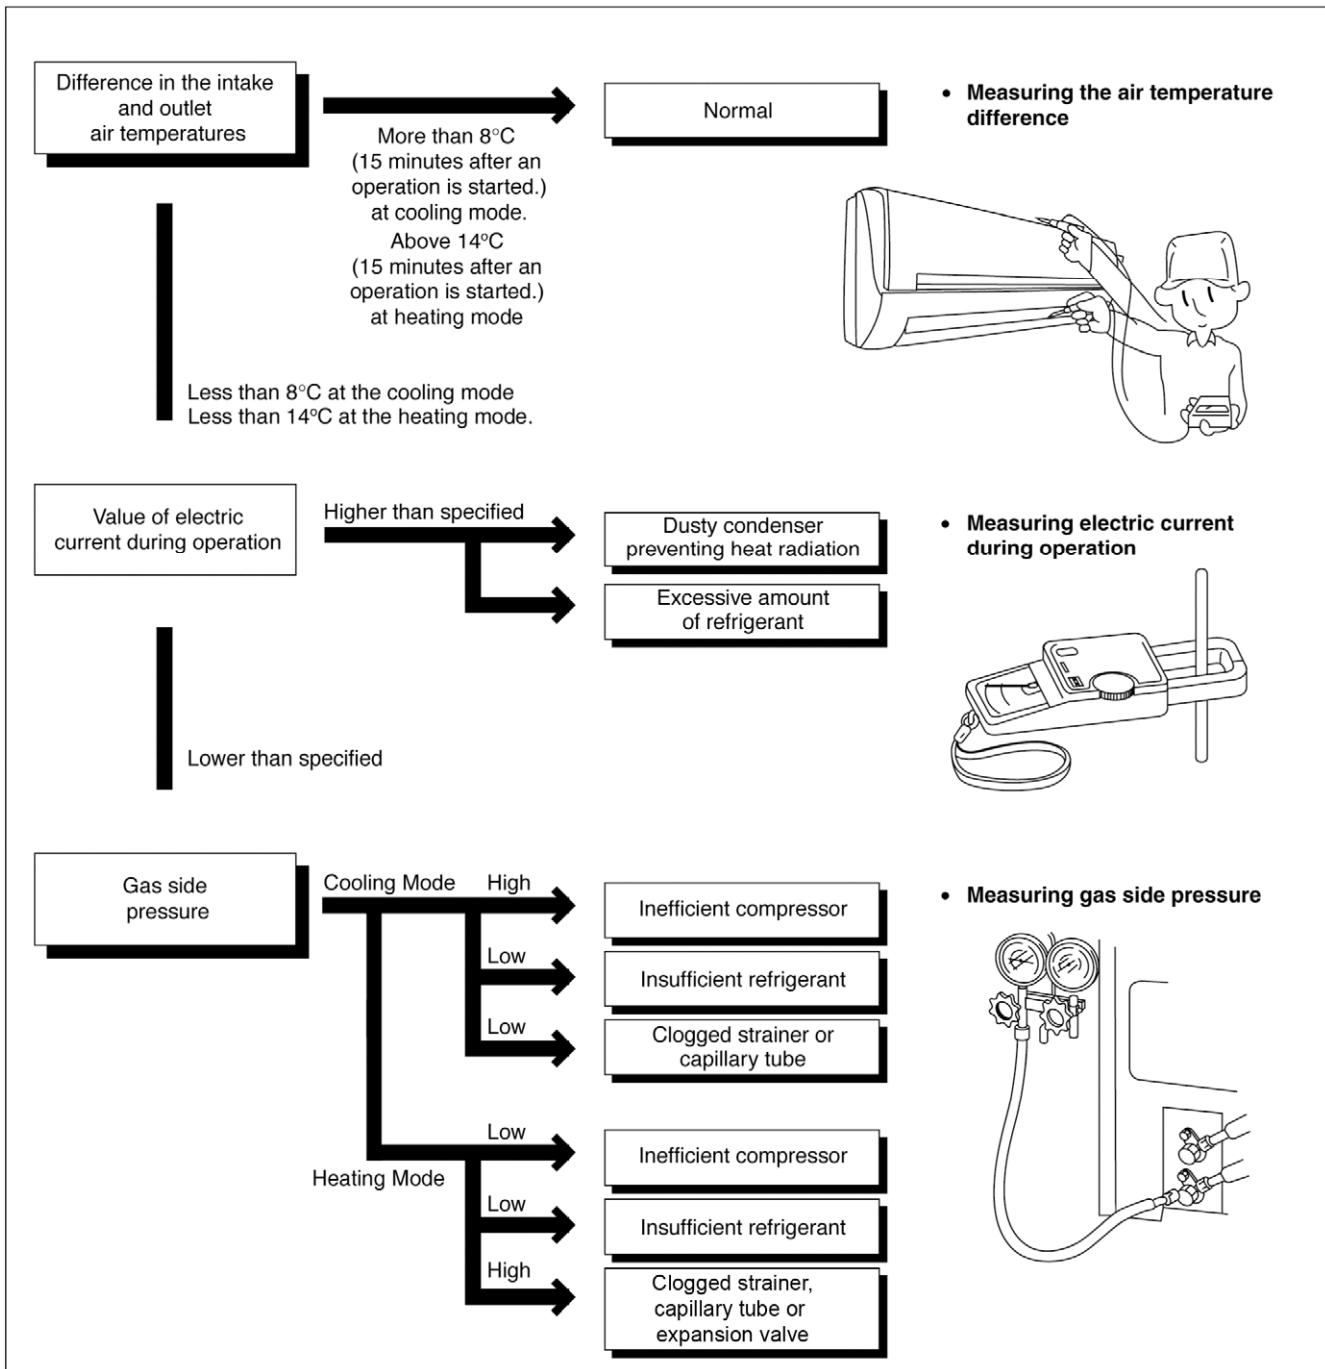 Difference in the intake
and outlet
air temperatures
More than 8°C
(15 minutes after an
operation is started.)
at cooling mode.
Above 14°C
(15 minutes after an
operation is started.)
at heating mode
Normal
• Measuring the air temperature
difference
Less than 8°C at the cooling mode
Less than 14°C at the heating mode.
Value of electric
current during operation
Higher than specified
Dusty condenser
preventing heat radiation
Excessive amount
of refrigerant
• Measuring electric current
during operation
Lower than specified
Gas side
pressure
Cooling Mode
High
Inefficient compressor
Low
Insufficient refrigerant
Low
Clogged strainer or
capillary tube
• Measuring gas side pressure
Heating Mode
Low
Inefficient compressor
Low
Insufficient refrigerant
High
Clogged strainer,
capillary tube or
expansion valve